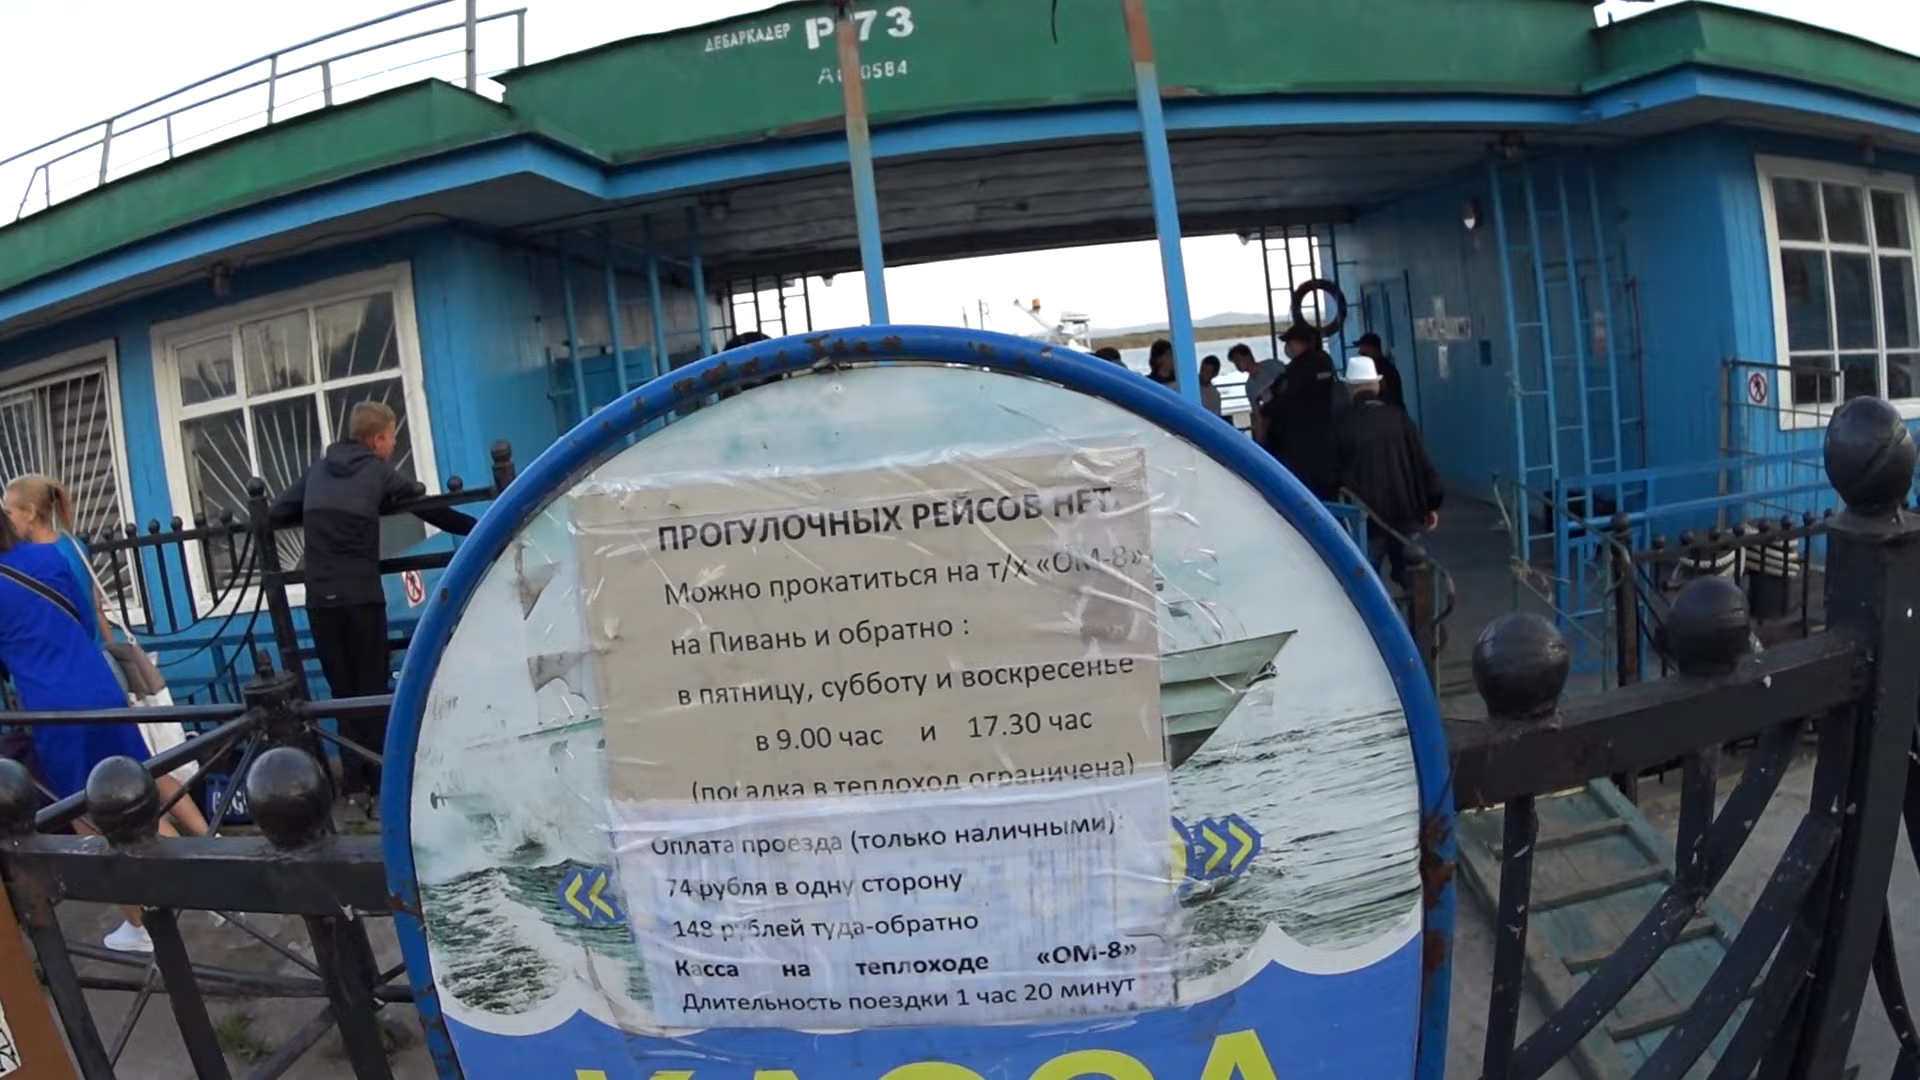 ДЕБАРКАДЕР Р 73
ПРОГУЛОЧНЫХ РЕЙСОВ НЕТ.
Можно прокатиться на т/х «ОМ-8»
на Пивань и обратно :
в пятницу, субботу и воскресенье
в 9.00 час и 17.30 час
(посадка в теплоход ограничена)
Оплата проезда (только наличными):
74 рубля в одну сторону
148 рублей туда-обратно
Касса на теплоходе «ОМ-8»
Длительность поездки 1 час 20 минут
КАССА